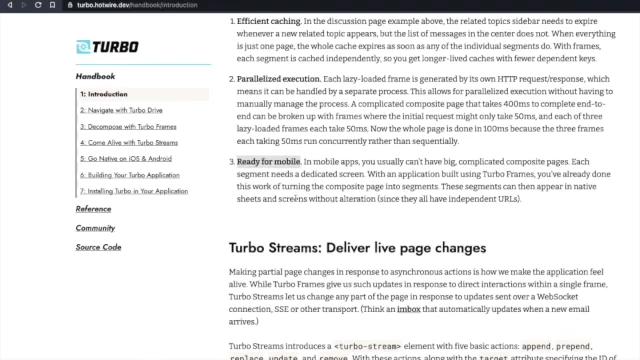 turbo.hotwire.dev/handbook/introduction
TURBO
Handbook
1: Introduction
2: Navigate with Turbo Drive
3: Decompose with Turbo Frames
4: Come Alive with Turbo Streams
5: Go Native on iOS & Android
6: Building Your Turbo Application
7: Installing Turbo in Your Application
Reference
Community
Source Code
1. Efficient caching. In the discussion page example above, the related topics sidebar needs to expire
whenever a new related topic appears, but the list of messages in the center does not. When everything
is just one page, the whole cache expires as soon as any of the individual segments do. With frames,
each segment is cached independently, so you get longer-lived caches with fewer dependent keys.
2. Parallelized execution. Each lazy-loaded frame is generated by its own HTTP request/response, which
means it can be handled by a separate process. This allows for parallelized execution without having to
manually manage the process. A complicated composite page that takes 400ms to complete end-to-
end can be broken up with frames where the initial request might only take 50ms, and each of three
lazy-loaded frames each take 50ms. Now the whole page is done in 100ms because the three frames
each taking 50ms run concurrently rather than sequentially.
3. Ready for mobile. In mobile apps, you usually can't have big, complicated composite pages. Each
segment needs a dedicated screen. With an application built using Turbo Frames, you've already done
this work of turning the composite page into segments. These segments can then appear in native
sheets and screens without alteration (since they all have independent URLs).
Turbo Streams: Deliver live page changes
Making partial page changes in response to asynchronous actions is how we make the application feel
alive. While Turbo Frames give us such updates in response to direct interactions within a single frame,
Turbo Streams let us change any part of the page in response to updates sent over a WebSocket
connection, SSE or other transport. (Think an imbox that automatically updates when a new email
arrives.)
Turbo Streams introduces a <turbo-stream> element with five basic actions: append, prepend,
replace, update, and remove. With these actions, along with the target attribute specifying the ID of